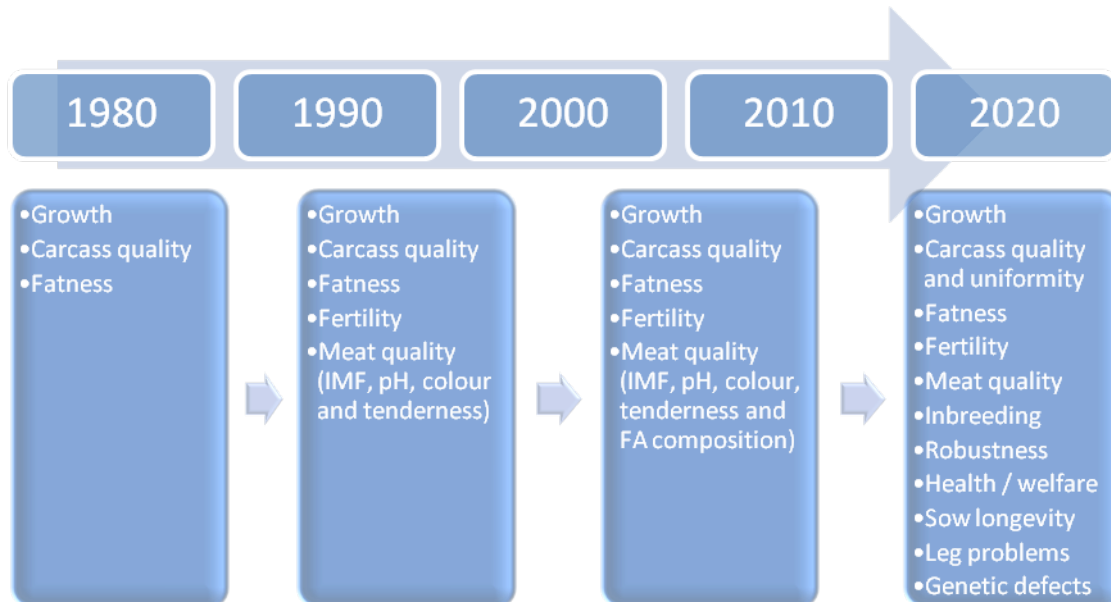 1980
1990
2000
2010
2020
•Growth
•Carcass quality
•Fatness
•Growth
•Carcass quality
•Fatness
•Fertility
•Meat quality
(IMF, pH, colour
and tenderness)
•Growth
•Carcass quality
•Fatness
•Fertility
•Meat quality
(IMF, pH, colour,
tenderness and
FA composition)
•Growth
•Carcass quality
and uniformity
•Fatness
•Fertility
•Meat quality
•Inbreeding
•Robustness
•Health / welfare
•Sow longevity
•Leg problems
•Genetic defects